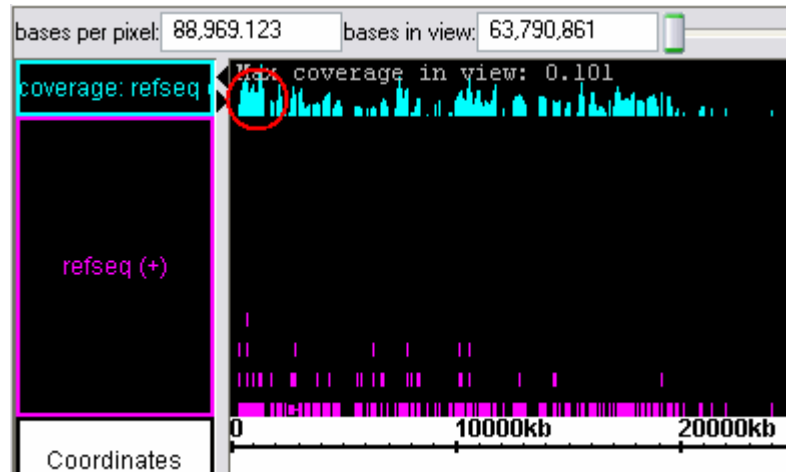 bases per pixel: 88,969.123 bases in view: 63,790,861
coverage: refseq
Max coverage in view: 0.101
refseq (+)
0 10000kb 20000kb
Coordinates